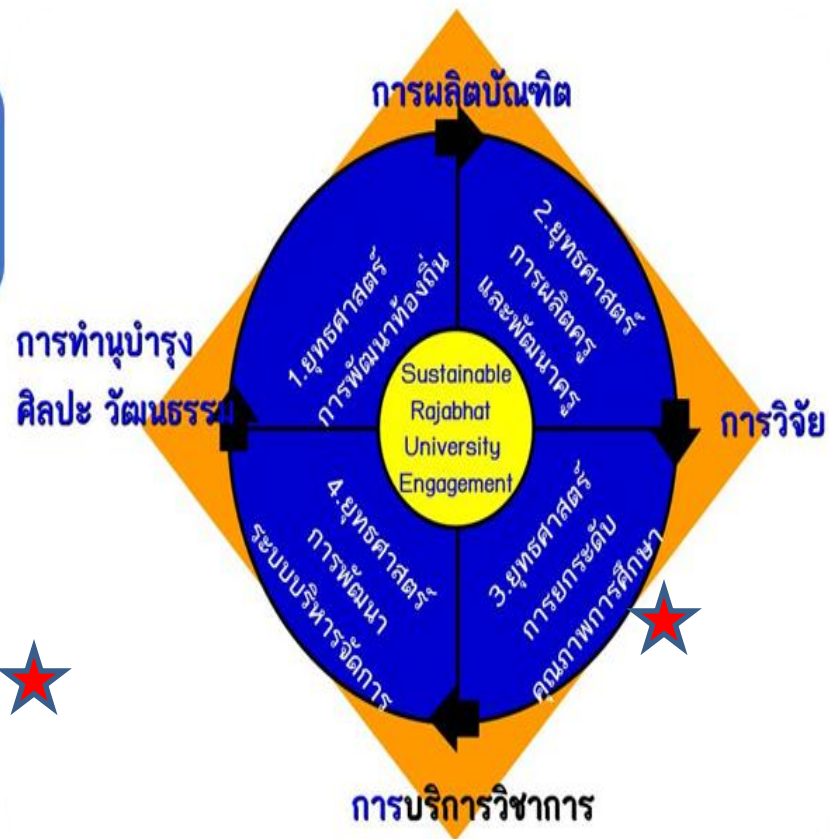 การผลิตบัณฑิต
1.ยุทธศาสตร์
การพัฒนาท้องถิ่น
2.ยุทธศาสตร์
การผลิตครู
และพัฒนาครู
การทำนุบำรุง
ศิลปะ วัฒนธรรม
Sustainable
Rajabhat
University
Engagement
การวิจัย
4.ยุทธศาสตร์
การพัฒนา
ระบบบริหารจัดการ
3.ยุทธศาสตร์
การยกระดับ
คุณภาพการศึกษา
การบริการวิชาการ